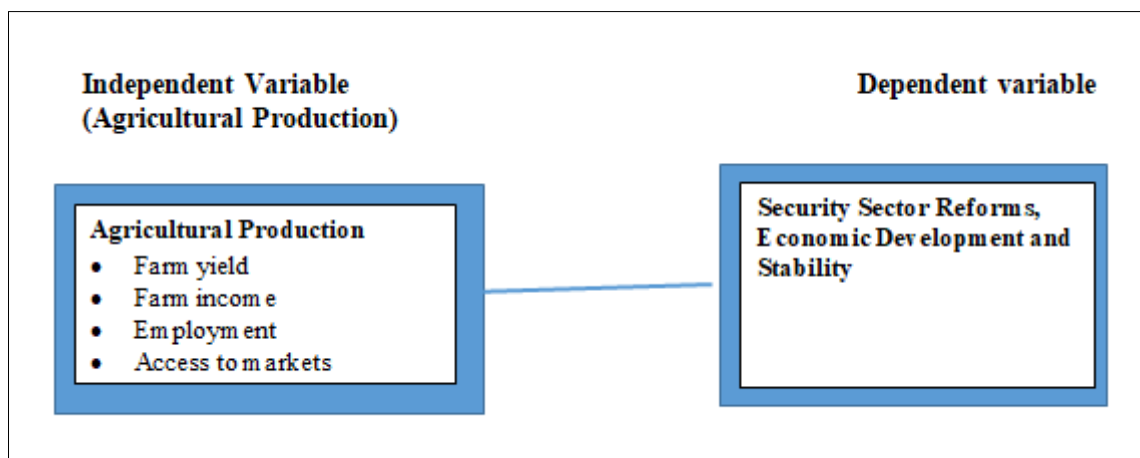 Independent Variable
(Agricultural Production)
Dependent variable
Agricultural Production
• Farm yield
• Farm income
• Employment
• Access to markets
Security Sector Reforms,
Economic Development and
Stability